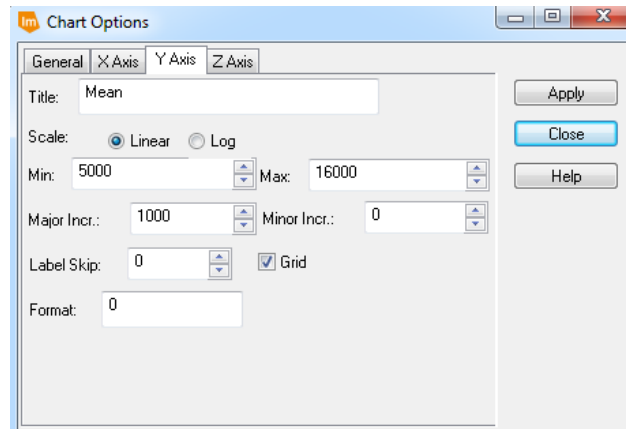 Im Chart Options
General X Axis Y Axis Z Axis
Title: Mean Apply
Scale: Linear Log Close
Min: 5000 Max: 16000 Help
Major Incr.: 1000 Minor Incr.: 0
Label Skip: 0 Grid
Format: 0